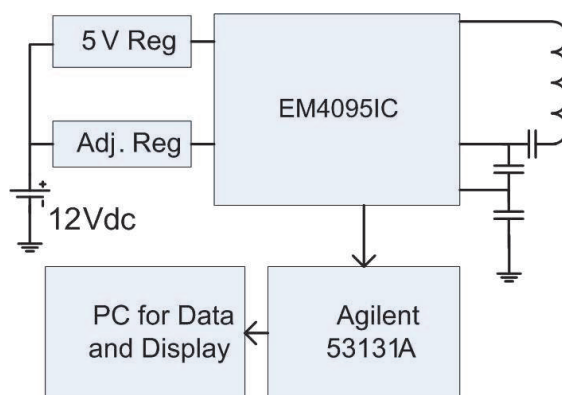 5 V Reg
EM4095IC
Adj. Reg
+
-
12Vdc
PC for Data
and Display
Agilent
53131A